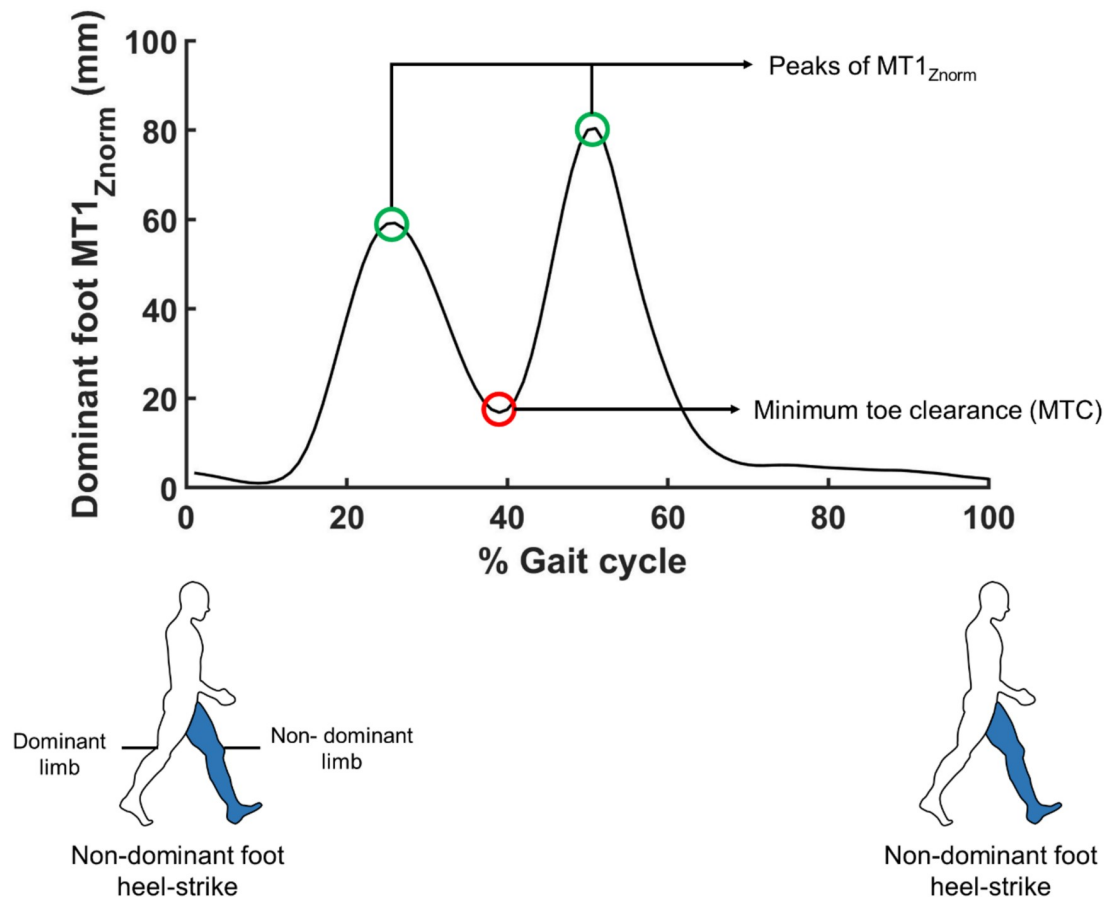 Dominant foot MT1Znorm (mm)
100
80
60
40
20
0
Peaks of MT1Znorm
Minimum toe clearance (MTC)
0 20 40 60 80 100
% Gait cycle
Dominant
limb
Non- dominant
limb
Non-dominant foot
heel-strike
Non-dominant foot
heel-strike